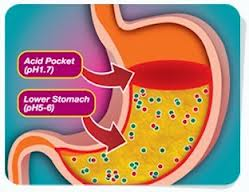 Acid Pocket
(pH1.7)
Lower Stomach
(pH5-6)